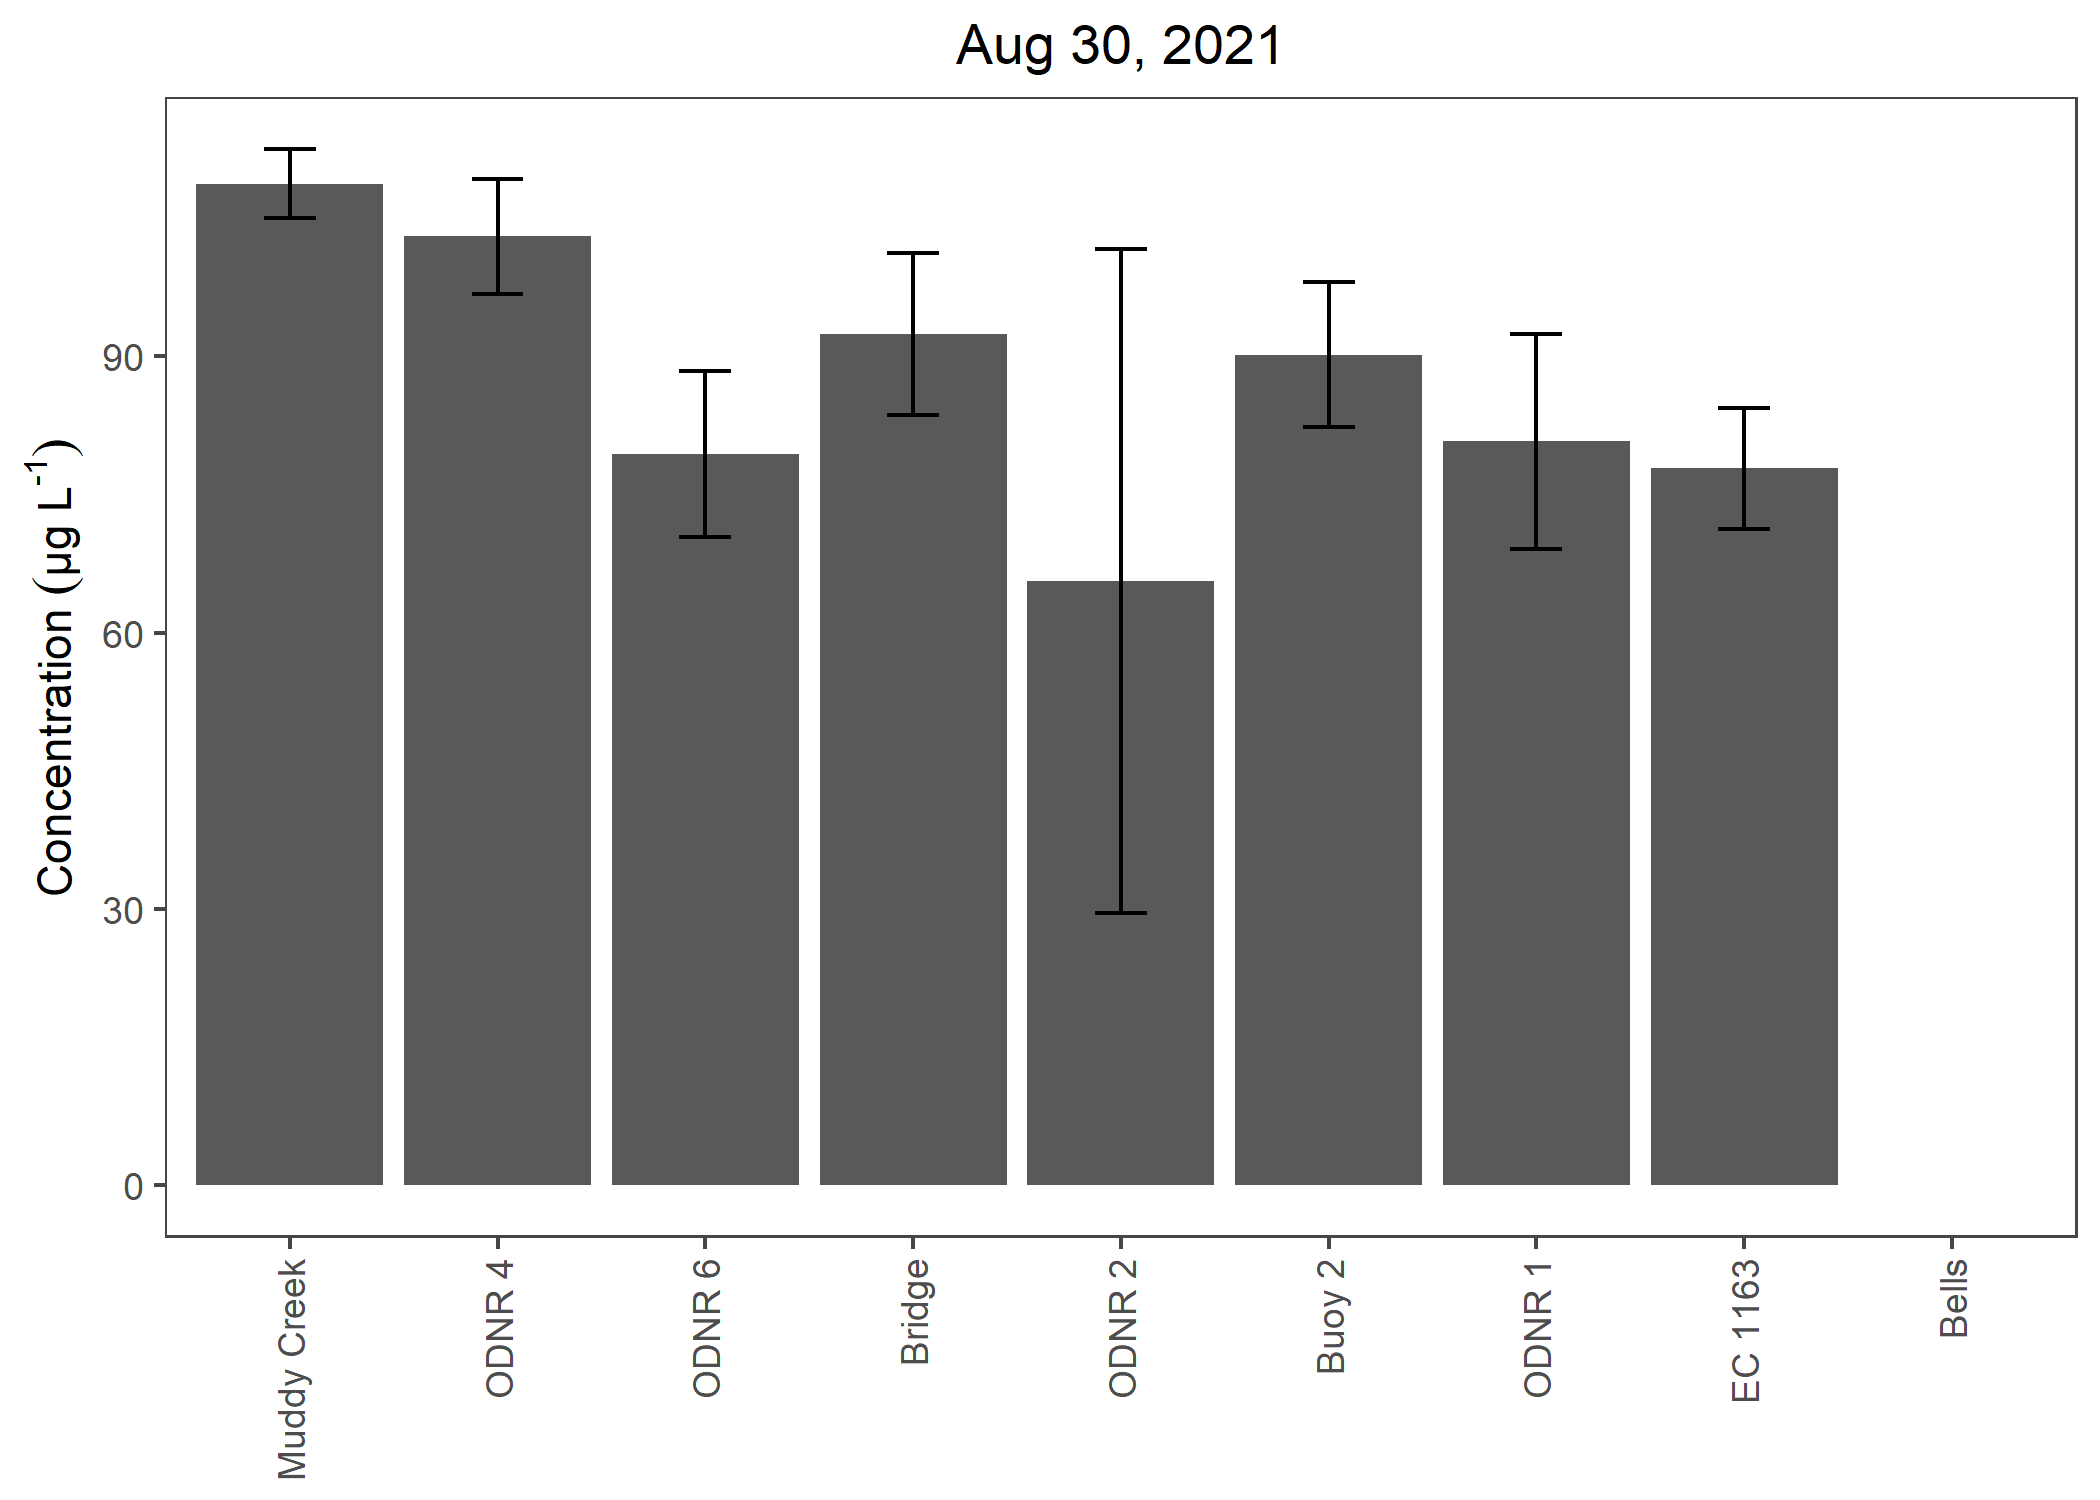 Aug 30, 2021
Concentration (µg L⁻¹)
90
60
30
0
Muddy Creek
ODNR 4
ODNR 6
Bridge
ODNR 2
Buoy 2
ODNR 1
EC 1163
Bells